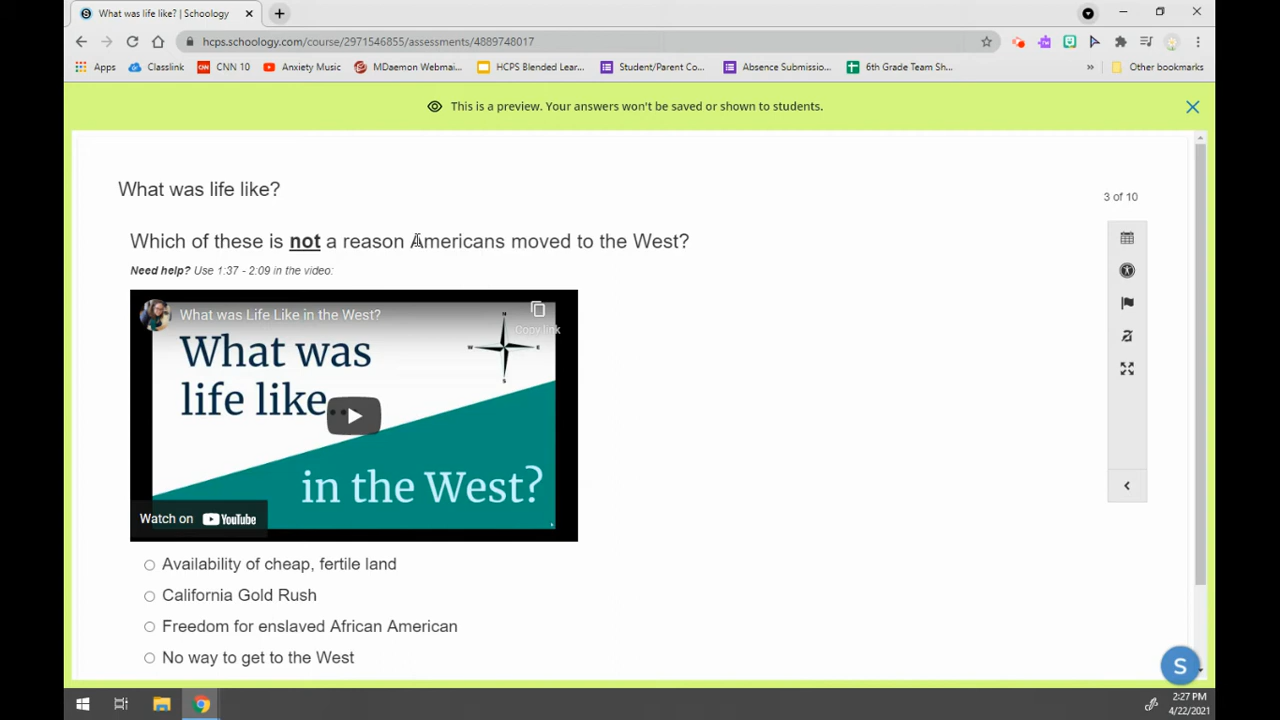 What was life like? | Schoology
hcps.schoology.com/course/2971546855/assessments/4889748017
Apps Classlink CNN 10 Anxiety Music MDaemon Webmai... HCPS Blended Lear... Student/Parent Co... Absence Submissio... 6th Grade Team Sh... » Other bookmarks
This is a preview. Your answers won't be saved or shown to students.
What was life like?
3 of 10
Which of these is not a reason Americans moved to the West?
Need help? Use 1:37 - 2:09 in the video:
What was Life Like in the West?
Copy link
N
W E
S
What was
life like...
in the West?
Watch on YouTube
Availability of cheap, fertile land
California Gold Rush
Freedom for enslaved African American
No way to get to the West
S
2:27 PM
4/22/2021